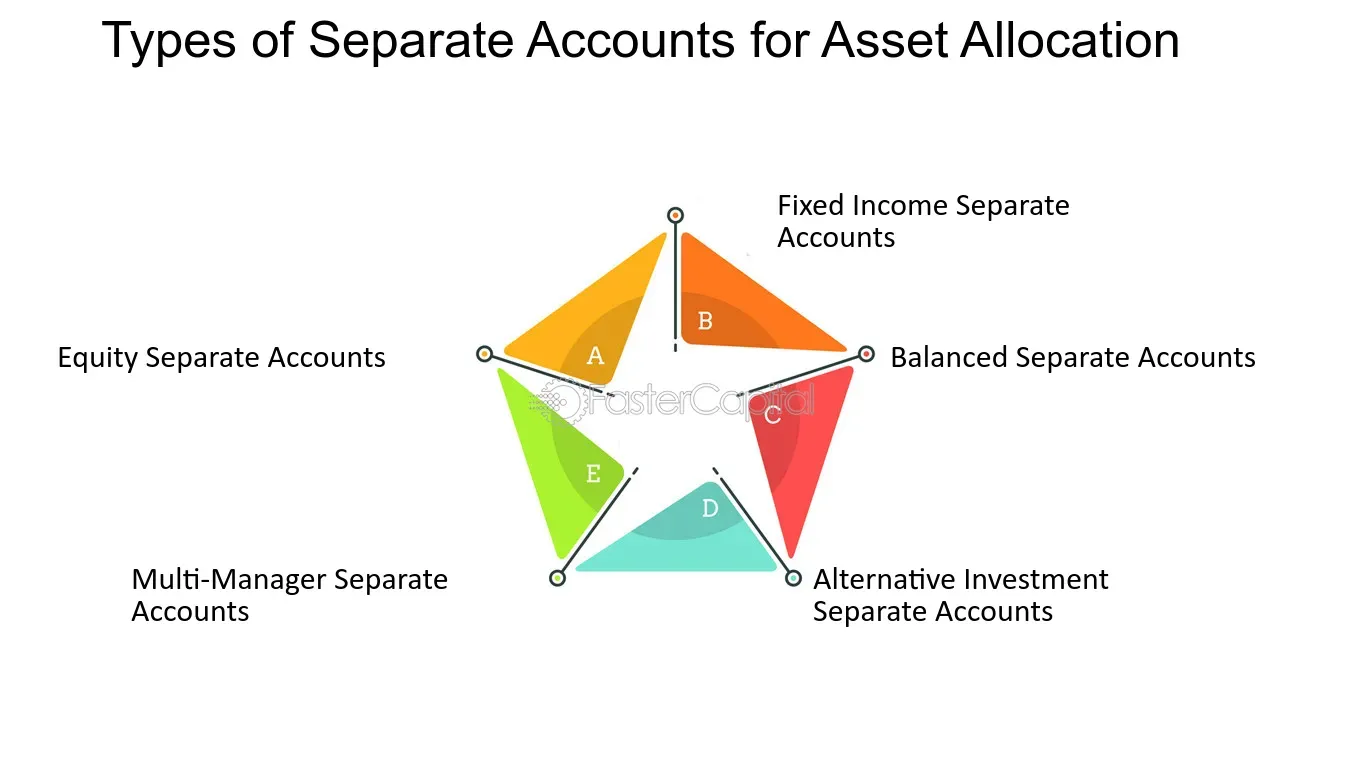 Types of Separate Accounts for Asset Allocation
Fixed Income Separate
Accounts
B
A
Equity Separate Accounts
Balanced Separate Accounts
FasterCapital
C
E
D
Multi-Manager Separate
Accounts
Alternative Investment
Separate Accounts